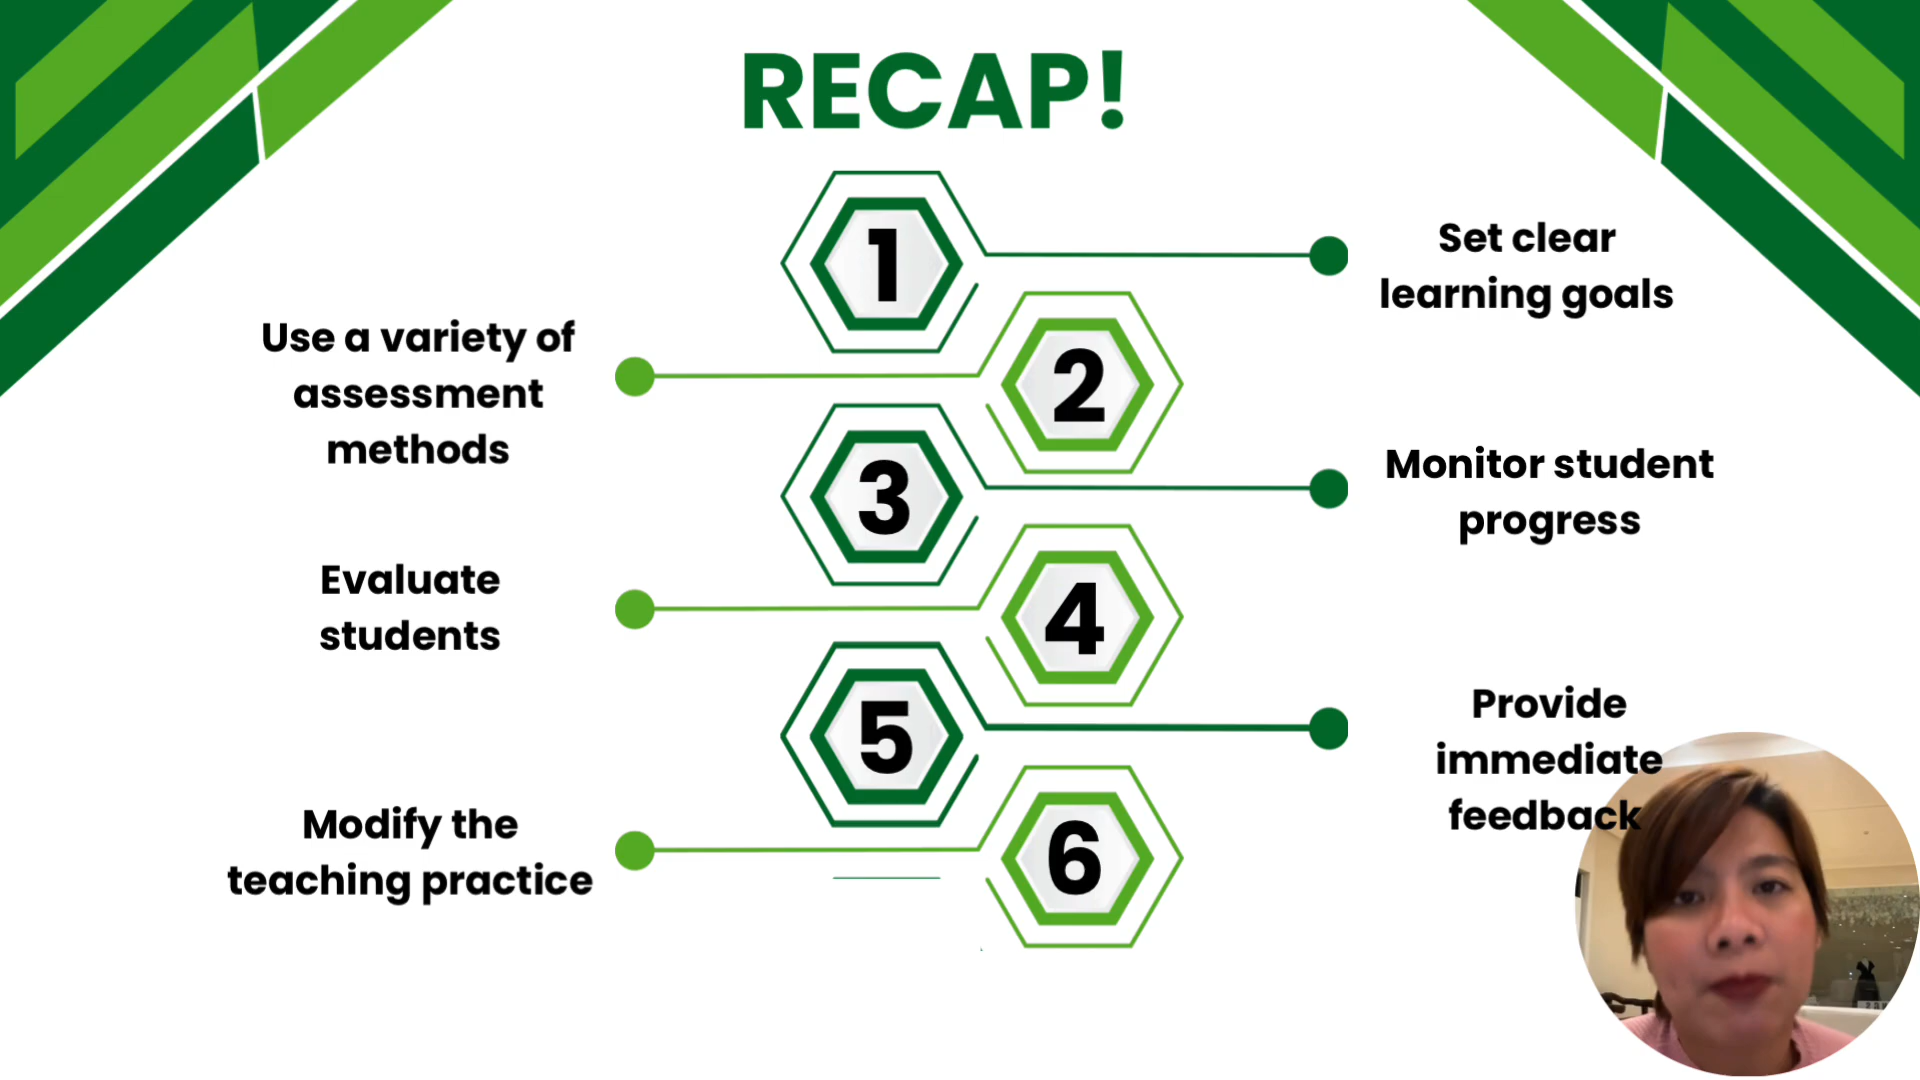 RECAP!
1
Set clear
learning goals
2
Use a variety of
assessment
methods
3
Monitor student
progress
4
Evaluate
students
5
Provide
immediate
feedback
6
Modify the
teaching practice